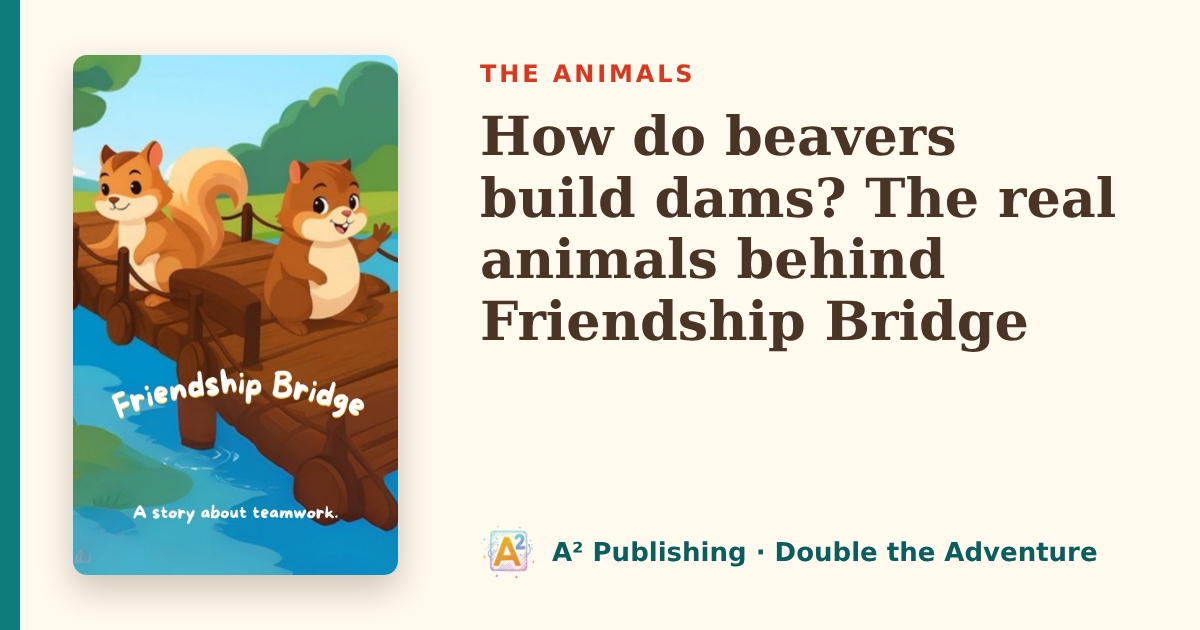 THE ANIMALS
How do beavers
build dams? The real
animals behind
Friendship Bridge
Friendship Bridge
A story about teamwork.
A²
A² Publishing · Double the Adventure